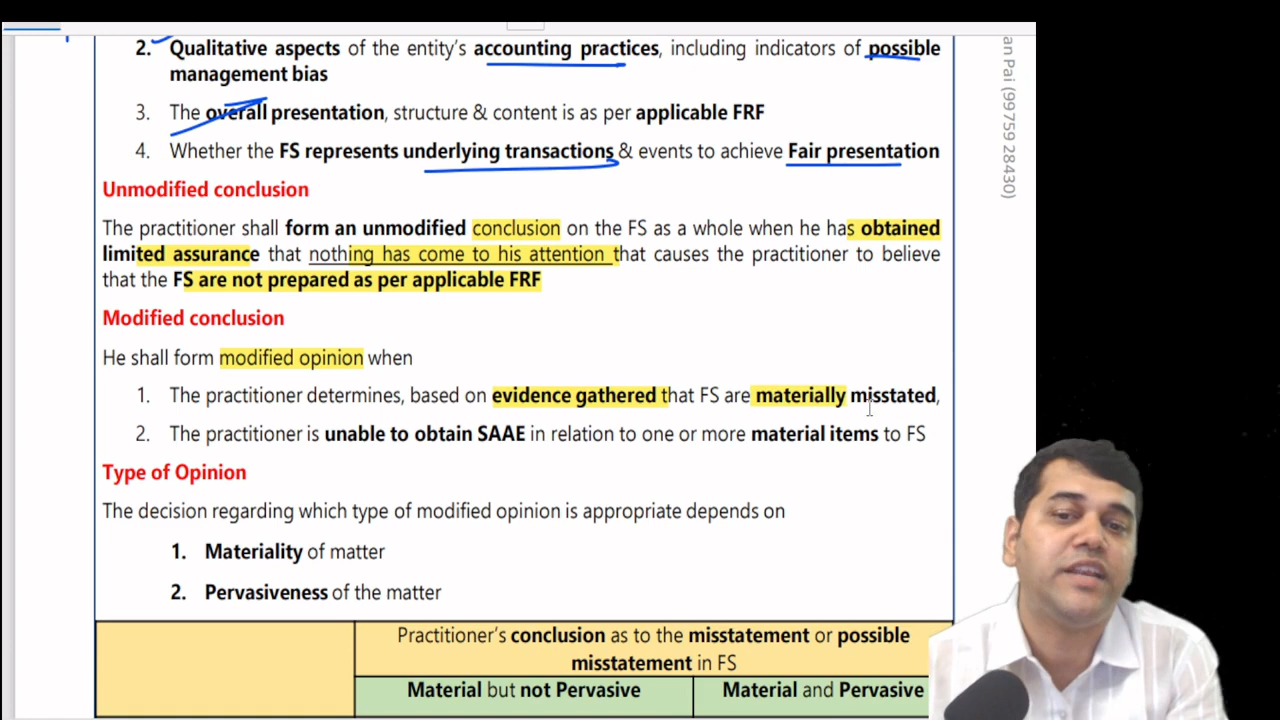 2. Qualitative aspects of the entity's accounting practices, including indicators of possible
management bias
3. The overall presentation, structure & content is as per applicable FRF
4. Whether the FS represents underlying transactions & events to achieve Fair presentation
Unmodified conclusion
The practitioner shall form an unmodified conclusion on the FS as a whole when he has obtained
limited assurance that nothing has come to his attention that causes the practitioner to believe
that the FS are not prepared as per applicable FRF
Modified conclusion
He shall form modified opinion when
1. The practitioner determines, based on evidence gathered that FS are materially misstated,
2. The practitioner is unable to obtain SAAE in relation to one or more material items to FS
Type of Opinion
The decision regarding which type of modified opinion is appropriate depends on
1. Materiality of matter
2. Pervasiveness of the matter
Practitioner's conclusion as to the misstatement or possible
misstatement in FS
Material but not Pervasive
Material and Pervasive
an Pai (99759 28430)